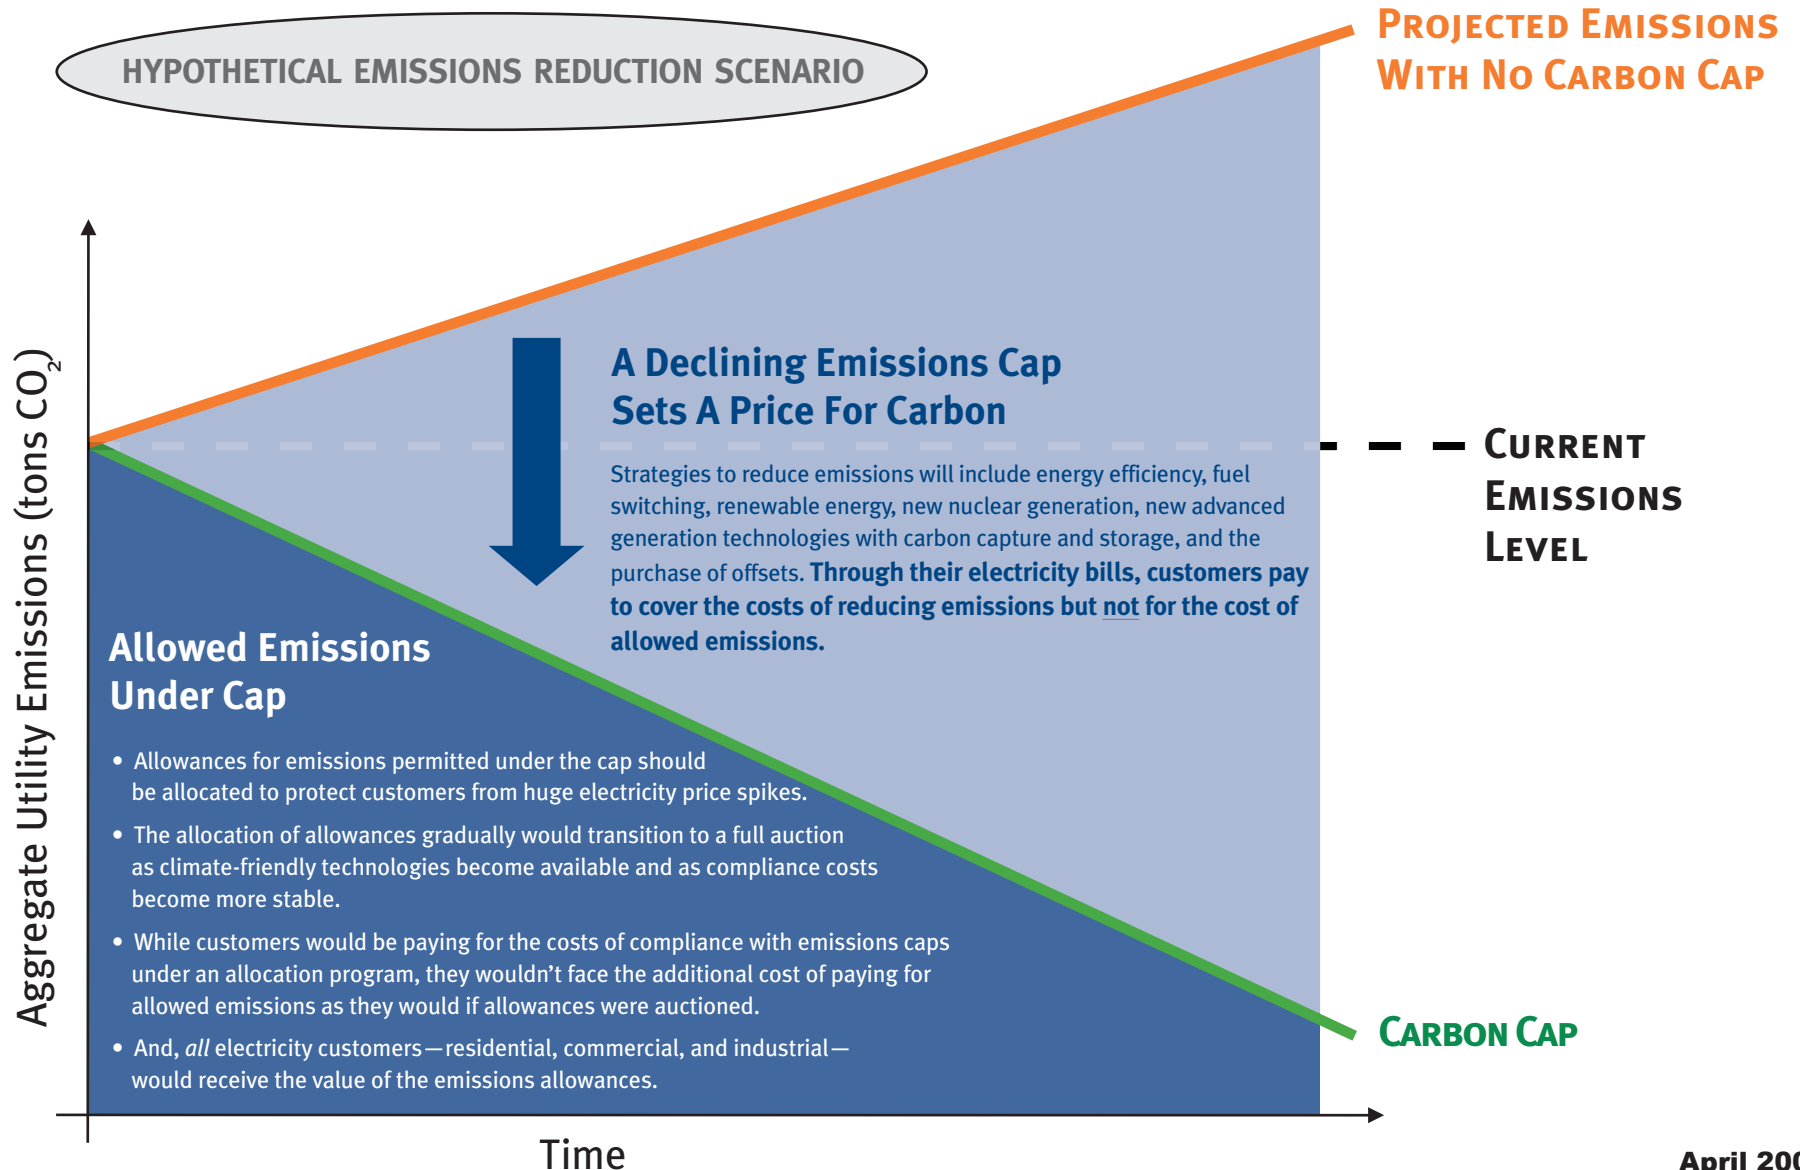 HYPOTHETICAL EMISSIONS REDUCTION SCENARIO
PROJECTED EMISSIONS
WITH NO CARBON CAP
Aggregate Utility Emissions (tons CO₂)
A Declining Emissions Cap
Sets A Price For Carbon
Strategies to reduce emissions will include energy efficiency, fuel
switching, renewable energy, new nuclear generation, new advanced
generation technologies with carbon capture and storage, and the
purchase of offsets. Through their electricity bills, customers pay
to cover the costs of reducing emissions but not for the cost of
allowed emissions.
CURRENT
EMISSIONS
LEVEL
Allowed Emissions
Under Cap
• Allowances for emissions permitted under the cap should
be allocated to protect customers from huge electricity price spikes.
• The allocation of allowances gradually would transition to a full auction
as climate-friendly technologies become available and as compliance costs
become more stable.
• While customers would be paying for the costs of compliance with emissions caps
under an allocation program, they wouldn’t face the additional cost of paying for
allowed emissions as they would if allowances were auctioned.
• And, all electricity customers—residential, commercial, and industrial—
would receive the value of the emissions allowances.
CARBON CAP
Time
April